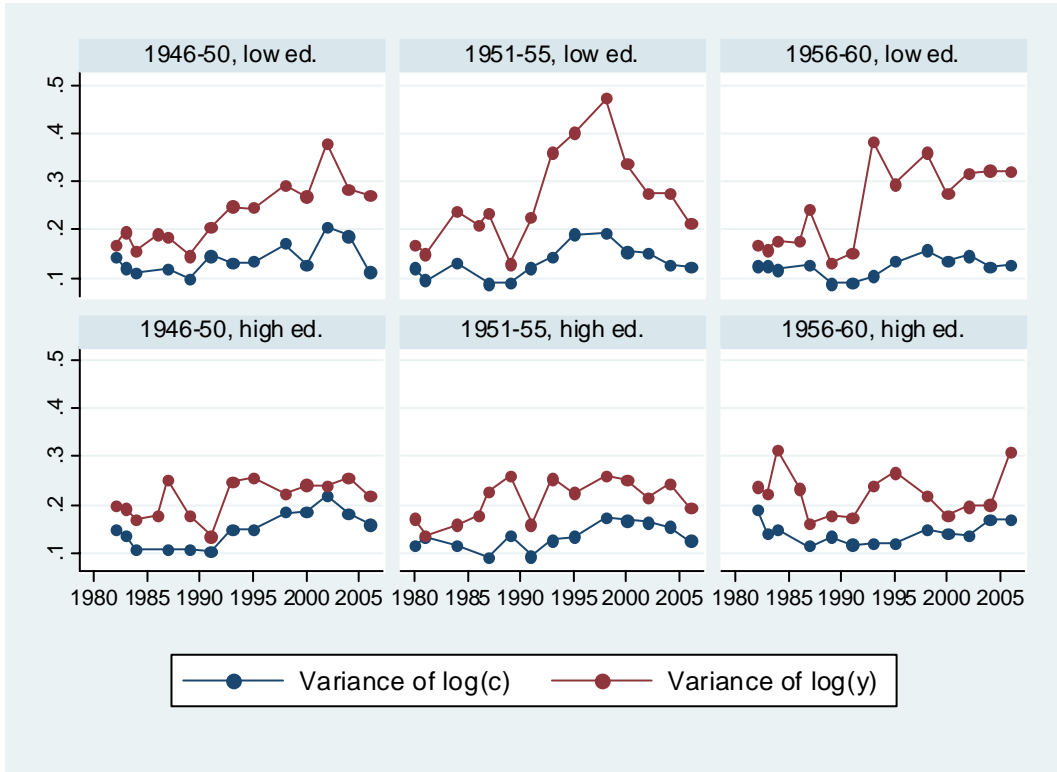 1946-50, low ed.
1951-55, low ed.
1956-60, low ed.
.5
.4
.3
.2
.1
1946-50, high ed.
1951-55, high ed.
1956-60, high ed.
.5
.4
.3
.2
.1
1980 1985 1990 1995 2000 2005
1980 1985 1990 1995 2000 2005
1980 1985 1990 1995 2000 2005
Variance of log(c)
Variance of log(y)